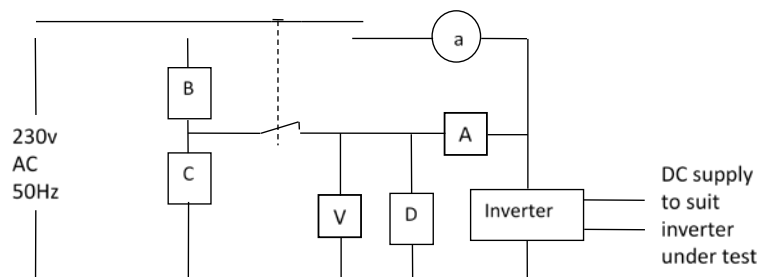 a
B
230v
AC
50Hz
A
C
DC supply
to suit
inverter
under test
V
D
Inverter